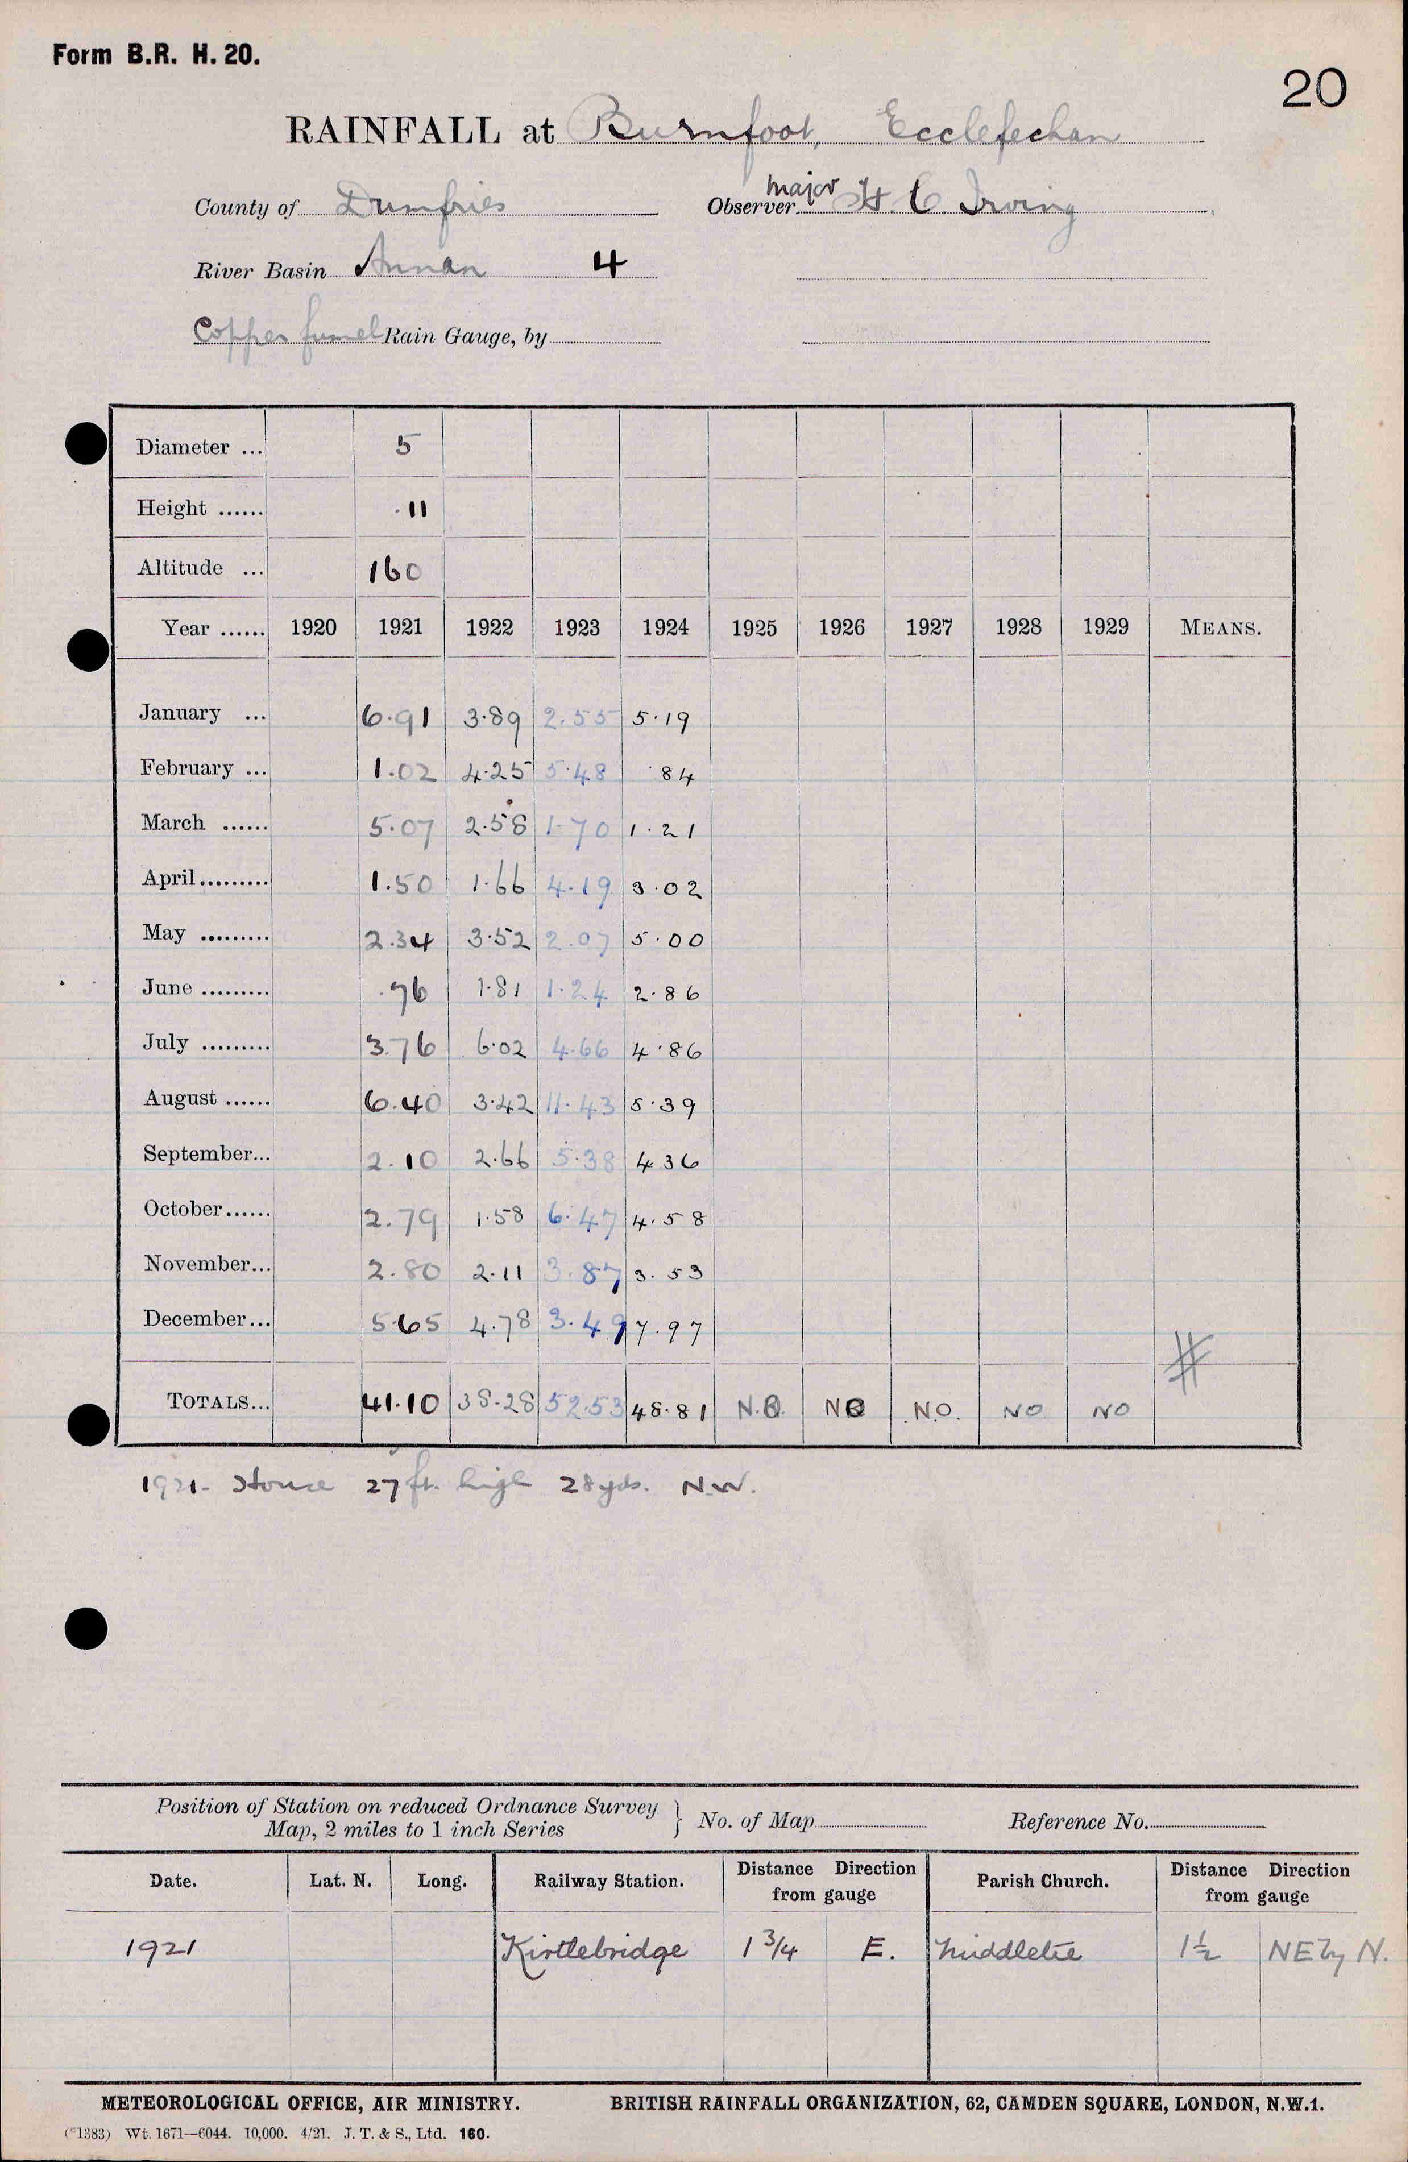 Form B.R. H. 20.
20
RAINFALL at Burnfoot, Ecclefechan
County of Dumfries Observer Major H C Irving
River Basin Annan 4
Copper funnel Rain Gauge, by
Diameter ... 5
Height ...... .11
Altitude ... 160
Year ...... 1920 1921 1922 1923 1924 1925 1926 1927 1928 1929 MEANS.
January ... 6.91 3.89 2.55 5.19
February ... 1.02 4.25 5.48 .84
March ...... 5.07 2.58 1.70 1.21
April......... 1.50 1.66 4.19 3.02
May ......... 2.34 3.52 2.07 5.00
June ......... .76 1.81 1.24 2.86
July ......... 3.76 6.02 4.66 4.86
August ...... 6.40 3.42 11.43 5.39
September... 2.10 2.66 5.38 4.36
October...... 2.79 1.58 6.47 4.58
November... 2.80 2.11 3.87 3.53
December... 5.65 4.78 3.49 7.97
#
TOTALS... 41.10 38.28 52.53 48.81 N.O. NO N.O. NO NO
1921- House 27 ft. high 28 yds. N.W.
Position of Station on reduced Ordnance Survey
Map, 2 miles to 1 inch Series } No. of Map Reference No.
Date. Lat. N. Long. Railway Station. Distance Direction from gauge Parish Church. Distance Direction from gauge
1921 Kirtlebridge 1 3/4 E. Middlebie 1½ NE by N.
METEOROLOGICAL OFFICE, AIR MINISTRY. BRITISH RAINFALL ORGANIZATION, 62, CAMDEN SQUARE, LONDON, N.W.1.
(*1383) Wt. 1671—6044. 10,000. 4/21. J. T. & S., Ltd. 160.